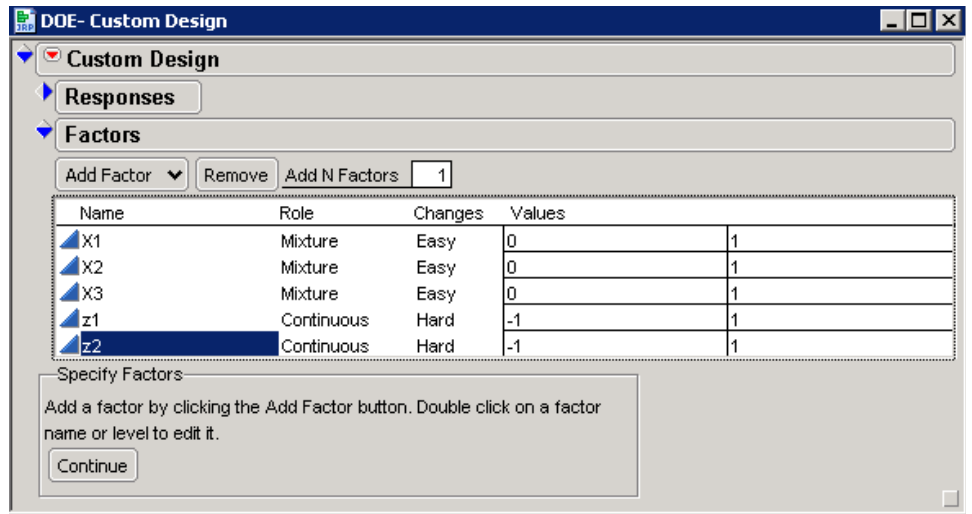 JRP DOE- Custom Design
Custom Design
Responses
Factors
Add Factor Remove Add N Factors 1
Name Role Changes Values
X1 Mixture Easy 0 1
X2 Mixture Easy 0 1
X3 Mixture Easy 0 1
z1 Continuous Hard -1 1
z2 Continuous Hard -1 1
Specify Factors
Add a factor by clicking the Add Factor button. Double click on a factor
name or level to edit it.
Continue